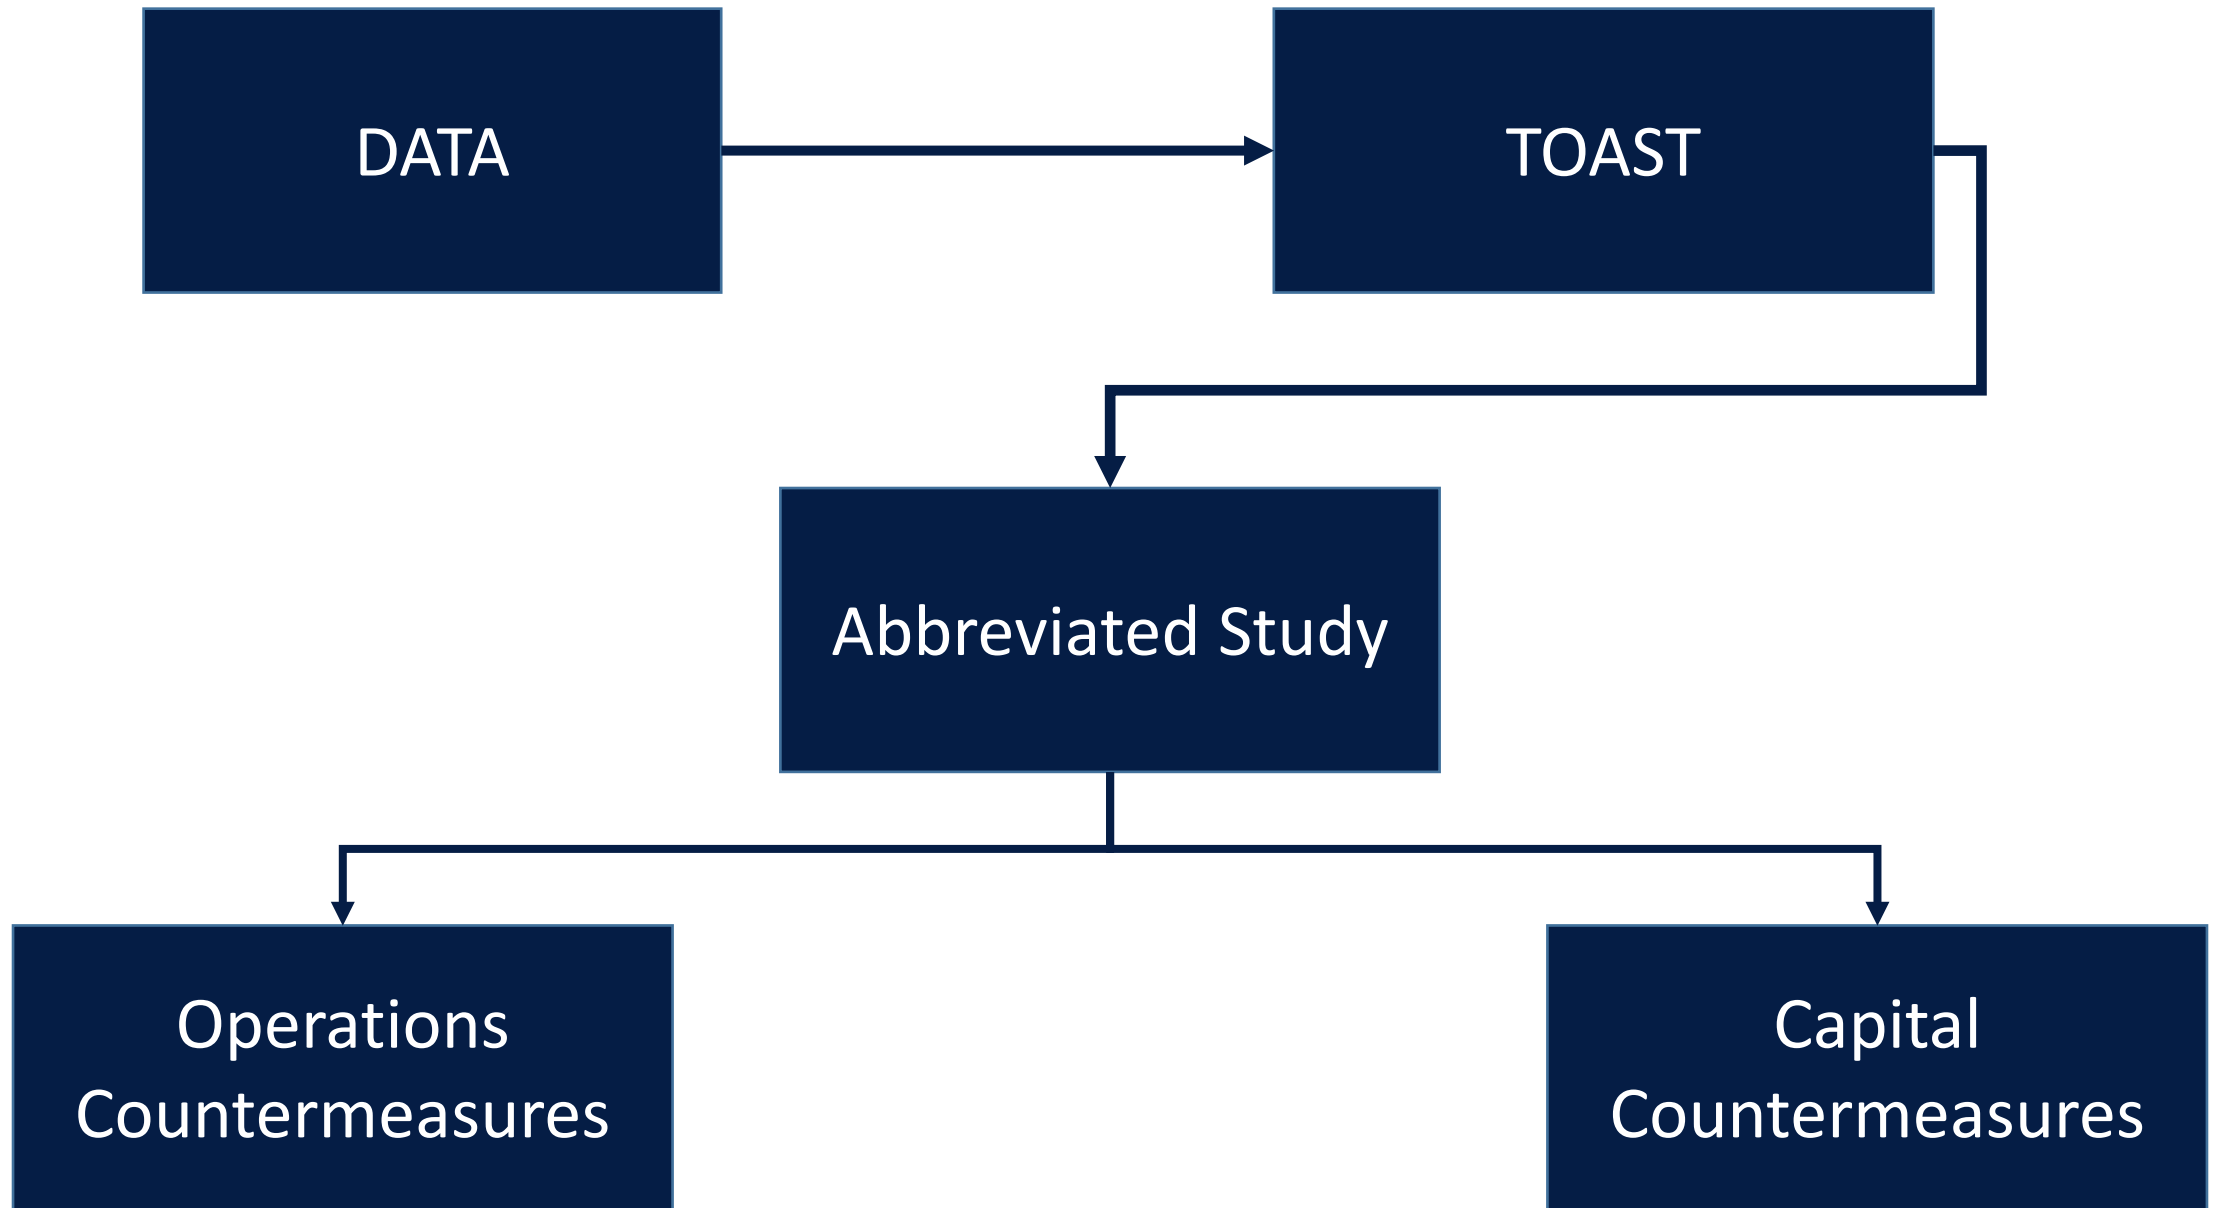 DATA
TOAST
Abbreviated Study
Operations
Countermeasures
Capital
Countermeasures